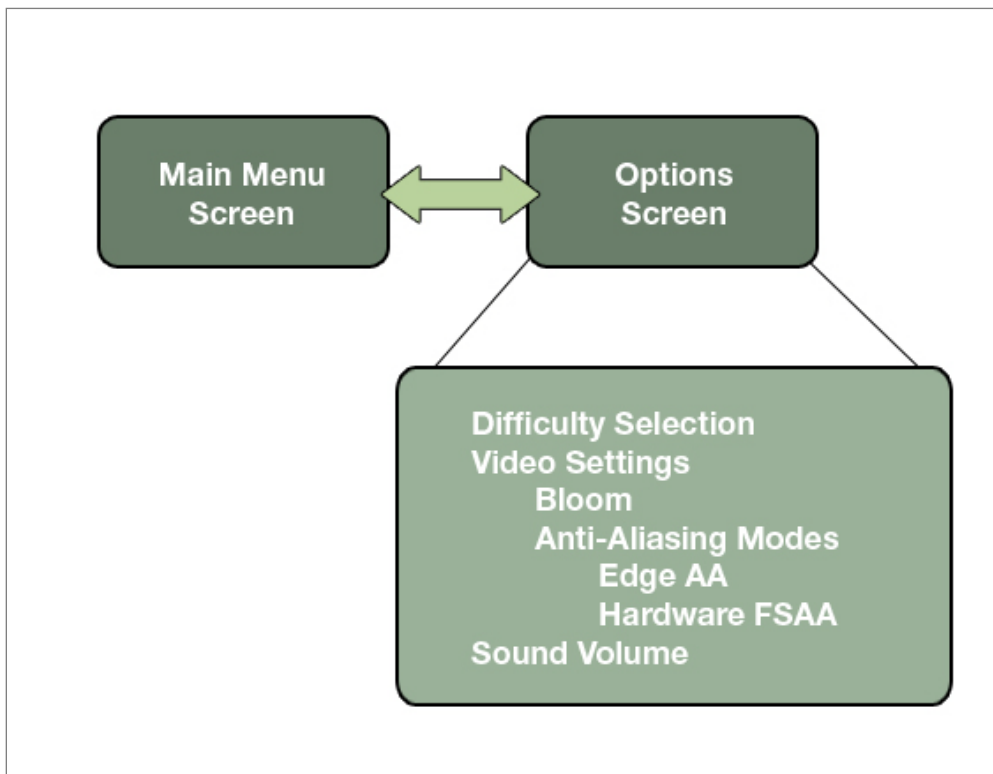 Main Menu
Screen
Options
Screen
Difficulty Selection
Video Settings
Bloom
Anti-Aliasing Modes
Edge AA
Hardware FSAA
Sound Volume